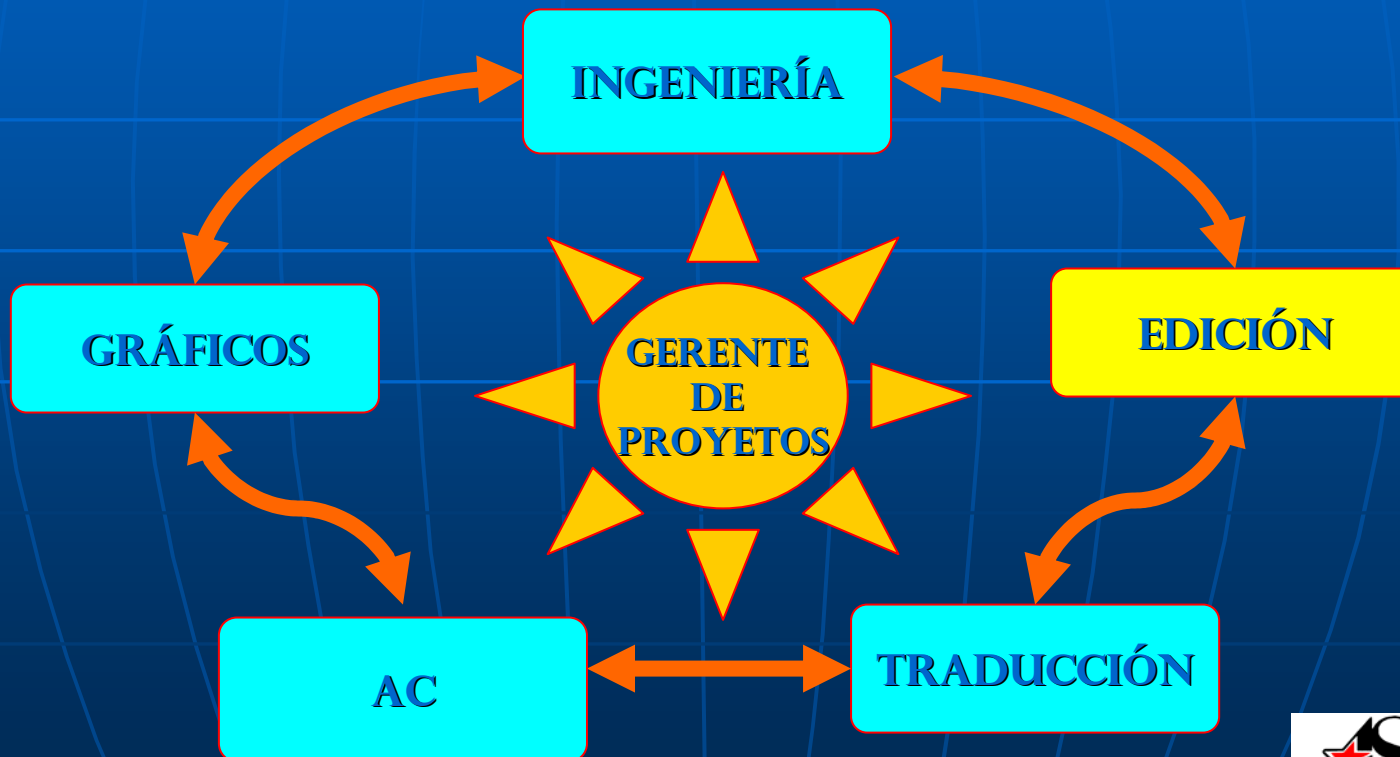 INGENIERÍA
GRÁFICOS
EDICIÓN
GERENTE
DE
PROYETOS
AC
TRADUCCIÓN